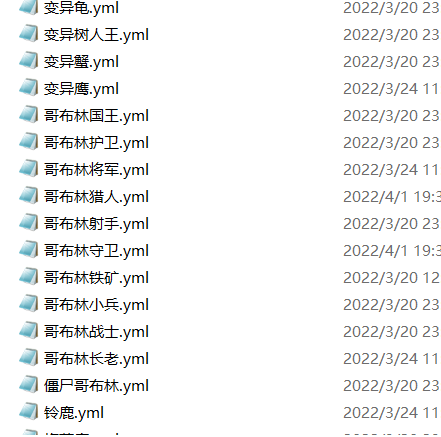 变异龟.yml 2022/3/20 23
变异树人王.yml 2022/3/20 23
变异蟹.yml 2022/3/20 23
变异鹰.yml 2022/3/24 11
哥布林国王.yml 2022/3/20 23
哥布林护卫.yml 2022/3/20 23
哥布林将军.yml 2022/3/24 11
哥布林猎人.yml 2022/4/1 19:3
哥布林射手.yml 2022/3/20 23
哥布林守卫.yml 2022/4/1 19:3
哥布林铁矿.yml 2022/3/20 12
哥布林小兵.yml 2022/3/20 23
哥布林战士.yml 2022/3/20 23
哥布林长老.yml 2022/3/24 11
僵尸哥布林.yml 2022/3/20 23
铃鹿.yml 2022/3/24 11